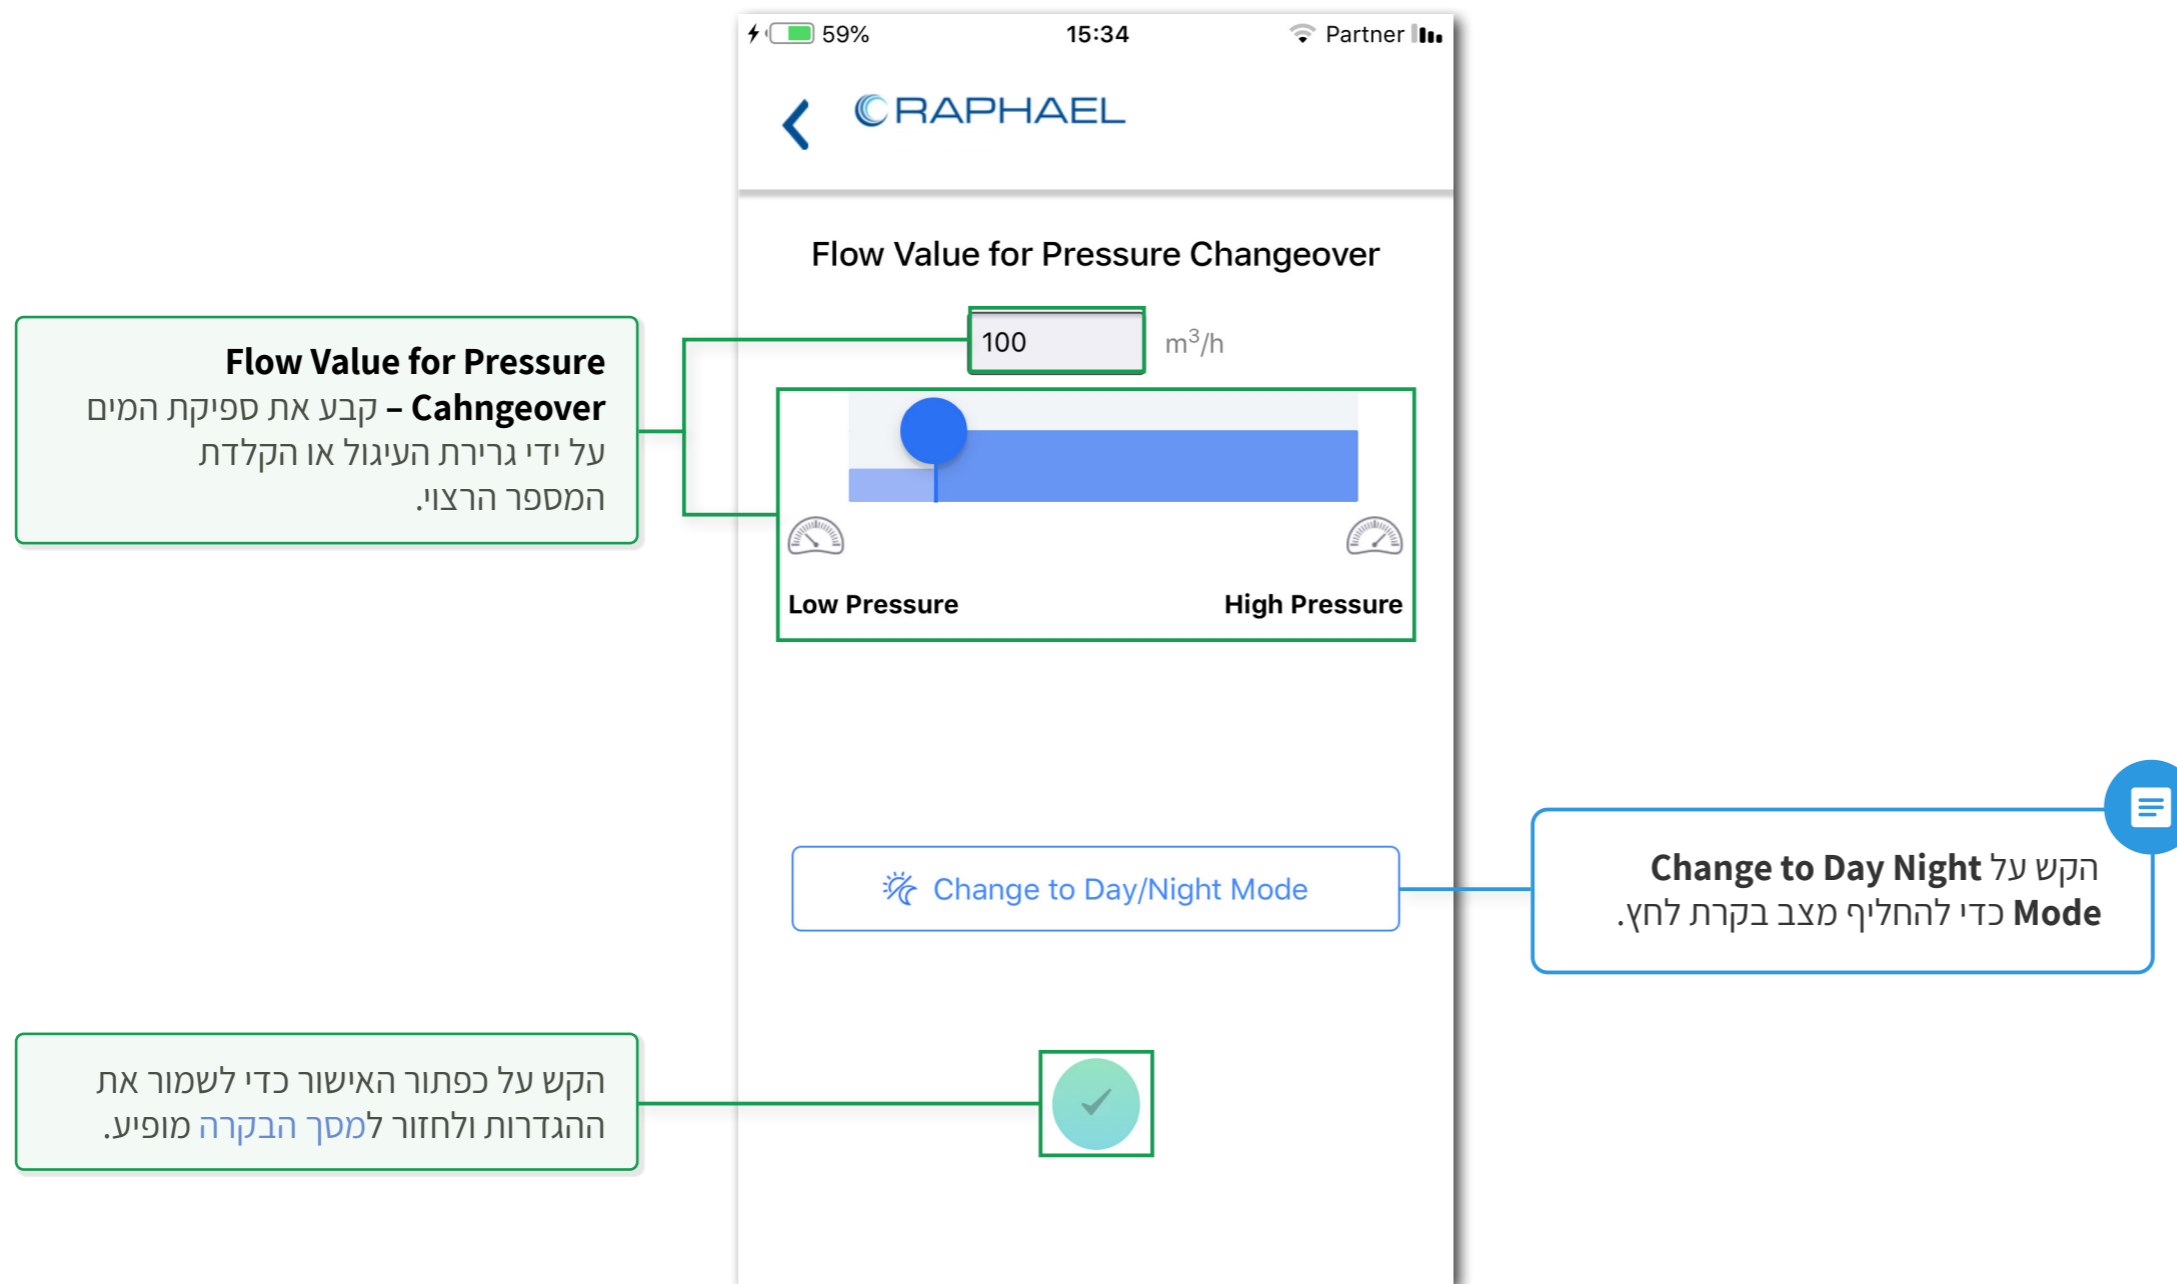 59%
15:34
Partner
RAPHAEL
Flow Value for Pressure Changeover
100
m³/h
Low Pressure
High Pressure
Change to Day/Night Mode
Flow Value for Pressure
Cahngeover – קבע את ספיקת המים
על ידי גרירת העיגול או הקלדת
המספר הרצוי.
הקש על Change to Day Night
Mode כדי להחליף מצב בקרת לחץ.
הקש על כפתור האישור כדי לשמור את
ההגדרות ולחזור למסך הבקרה מופיע.